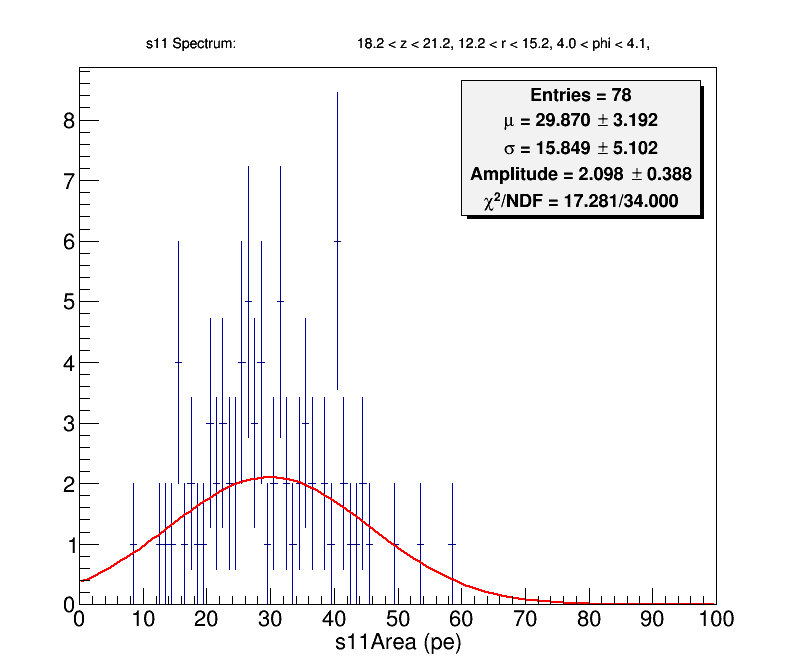 s11 Spectrum: 18.2 < z < 21.2, 12.2 < r < 15.2, 4.0 < phi < 4.1,
Entries = 78
μ = 29.870 ± 3.192
σ = 15.849 ± 5.102
Amplitude = 2.098 ± 0.388
χ²/NDF = 17.281/34.000
8
7
6
5
4
3
2
1
0
0 10 20 30 40 50 60 70 80 90 100
s11Area (pe)